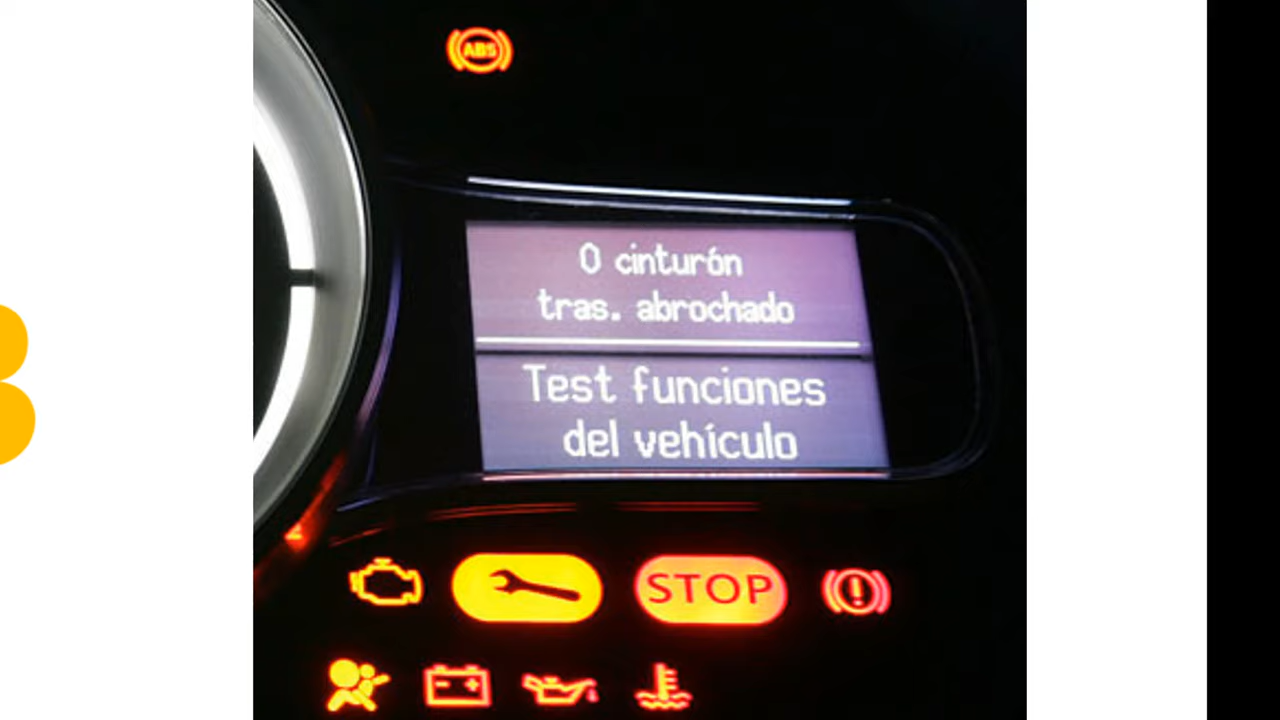 ABS
0 cinturón
tras. abrochado
Test funciones
del vehículo
STOP